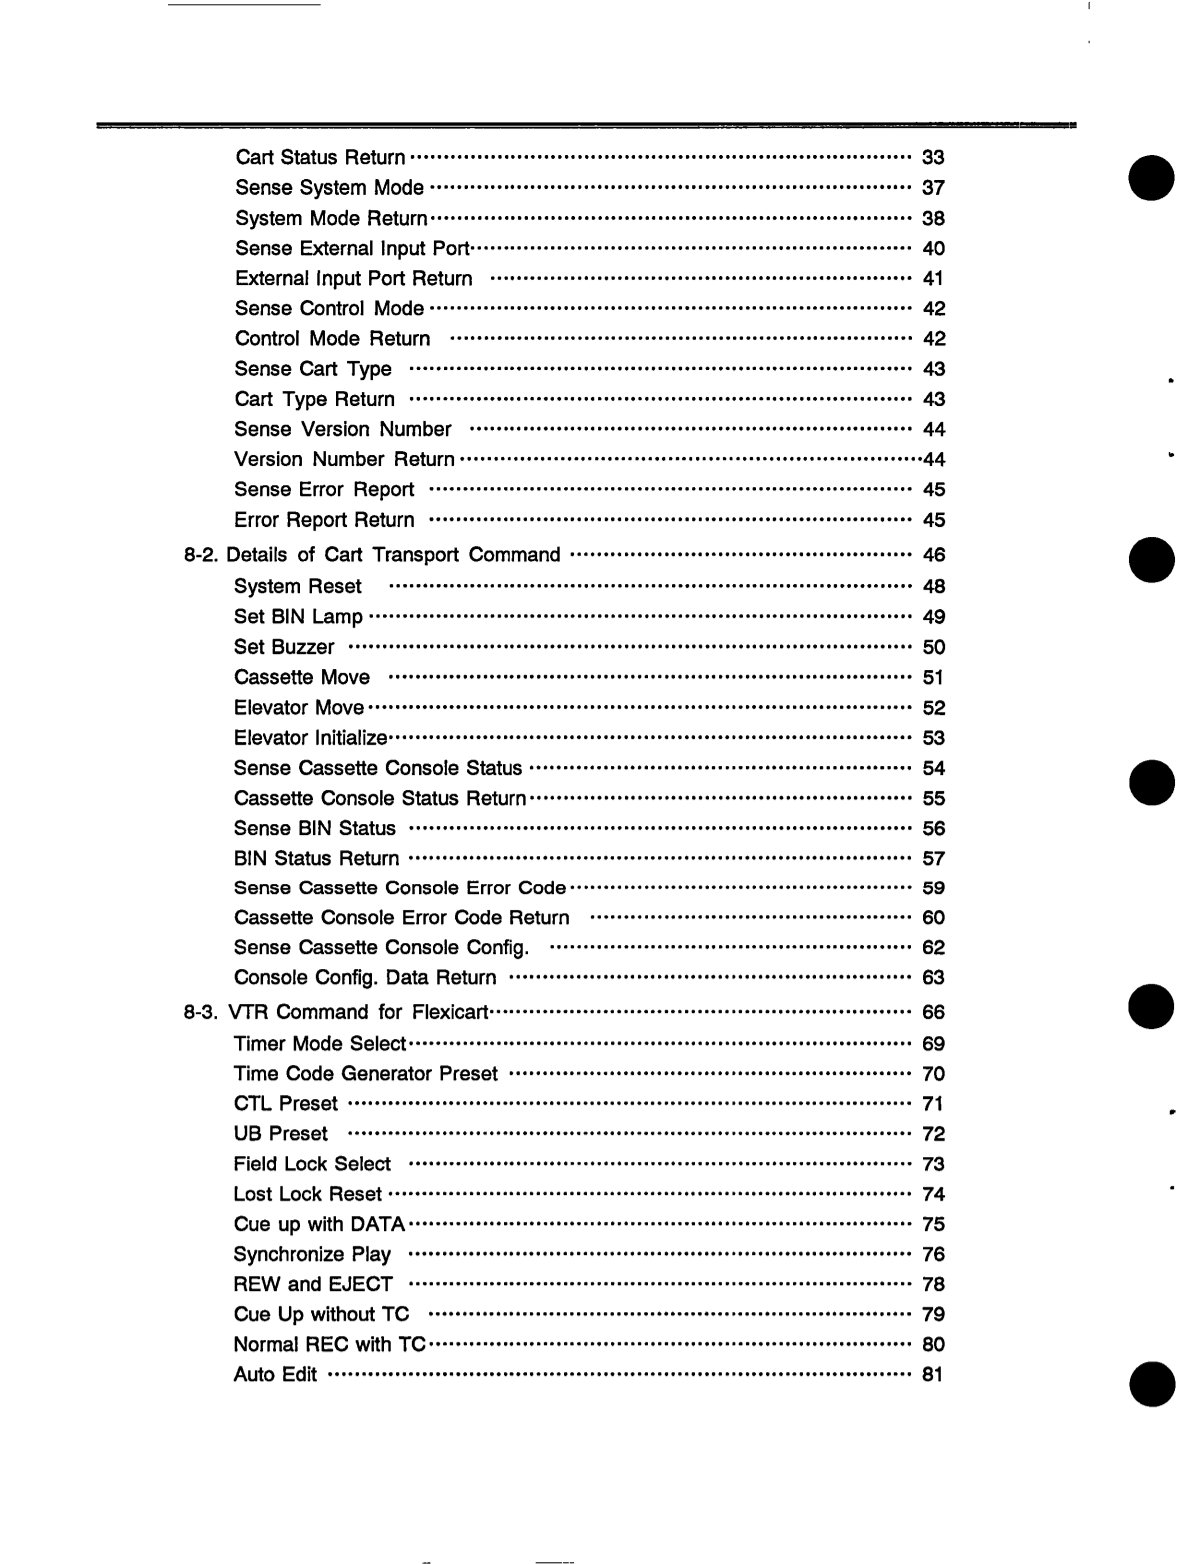 Cart Status Return ........ 33
Sense System Mode ........ 37
System Mode Return ........ 38
Sense External Input Port ........ 40
External Input Port Return ........ 41
Sense Control Mode ........ 42
Control Mode Return ........ 42
Sense Cart Type ........ 43
Cart Type Return ........ 43
Sense Version Number ........ 44
Version Number Return ........ 44
Sense Error Report ........ 45
Error Report Return ........ 45
8-2. Details of Cart Transport Command ........ 46
System Reset ........ 48
Set BIN Lamp ........ 49
Set Buzzer ........ 50
Cassette Move ........ 51
Elevator Move ........ 52
Elevator Initialize ........ 53
Sense Cassette Console Status ........ 54
Cassette Console Status Return ........ 55
Sense BIN Status ........ 56
BIN Status Return ........ 57
Sense Cassette Console Error Code ........ 59
Cassette Console Error Code Return ........ 60
Sense Cassette Console Config. ........ 62
Console Config. Data Return ........ 63
8-3. VTR Command for Flexicart ........ 66
Timer Mode Select ........ 69
Time Code Generator Preset ........ 70
CTL Preset ........ 71
UB Preset ........ 72
Field Lock Select ........ 73
Lost Lock Reset ........ 74
Cue up with DATA ........ 75
Synchronize Play ........ 76
REW and EJECT ........ 78
Cue Up without TC ........ 79
Normal REC with TC ........ 80
Auto Edit ........ 81